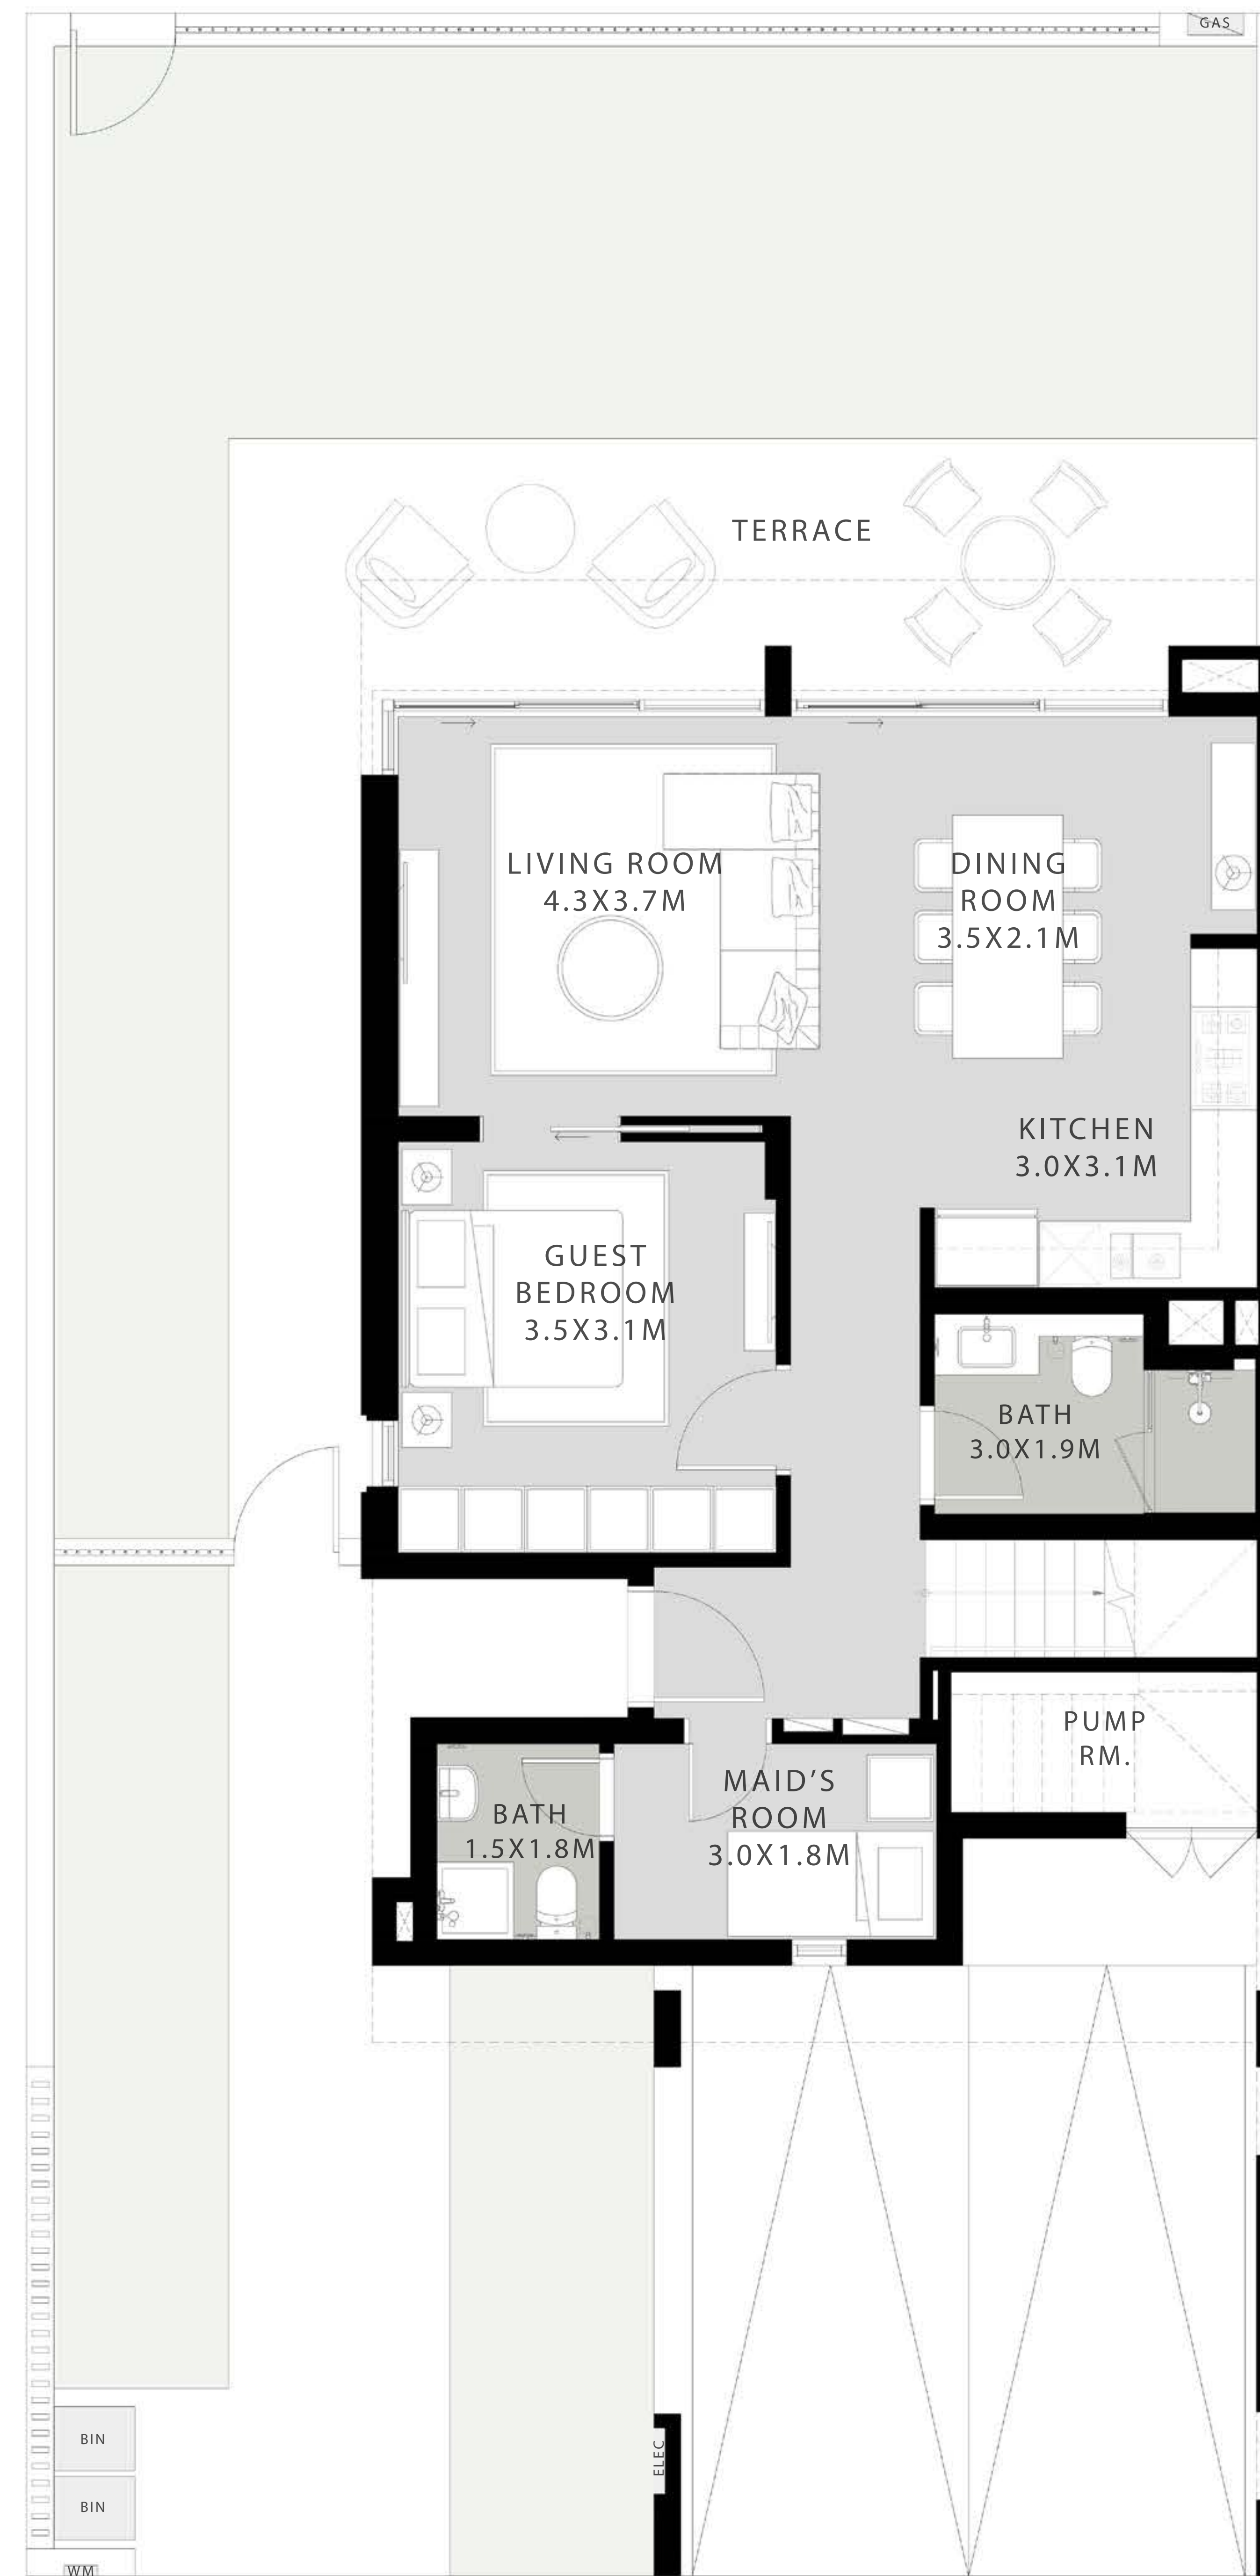 GAS
TERRACE
LIVING ROOM
4.3X3.7M
DINING
ROOM
3.5X2.1M
KITCHEN
3.0X3.1M
GUEST
BEDROOM
3.5X3.1M
BATH
3.0X1.9M
PUMP
RM.
MAID’S
ROOM
3.0X1.8M
BATH
1.5X1.8M
BIN
ELEC
BIN
WM